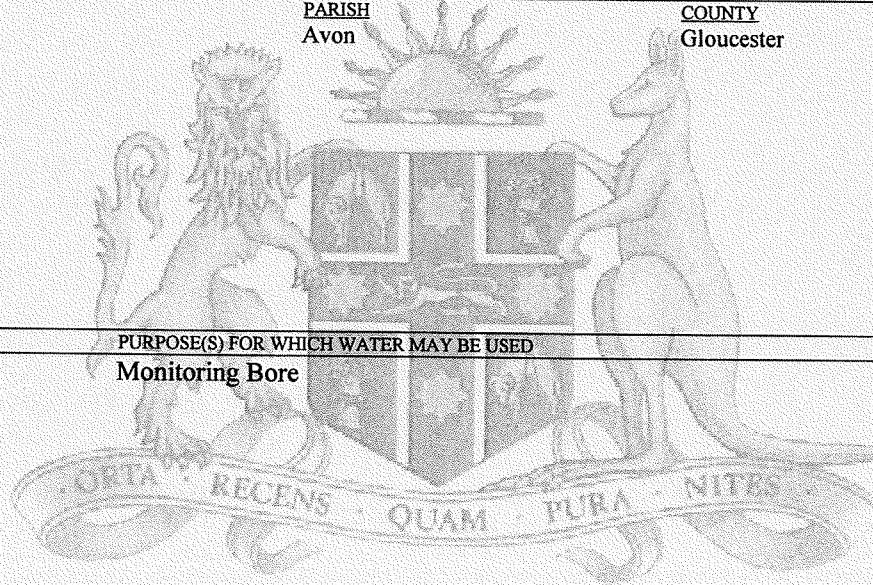 PARISH COUNTY
Avon Gloucester
PURPOSE(S) FOR WHICH WATER MAY BE USED
Monitoring Bore
ORTA · RECENS · QUAM · PURA · NITES